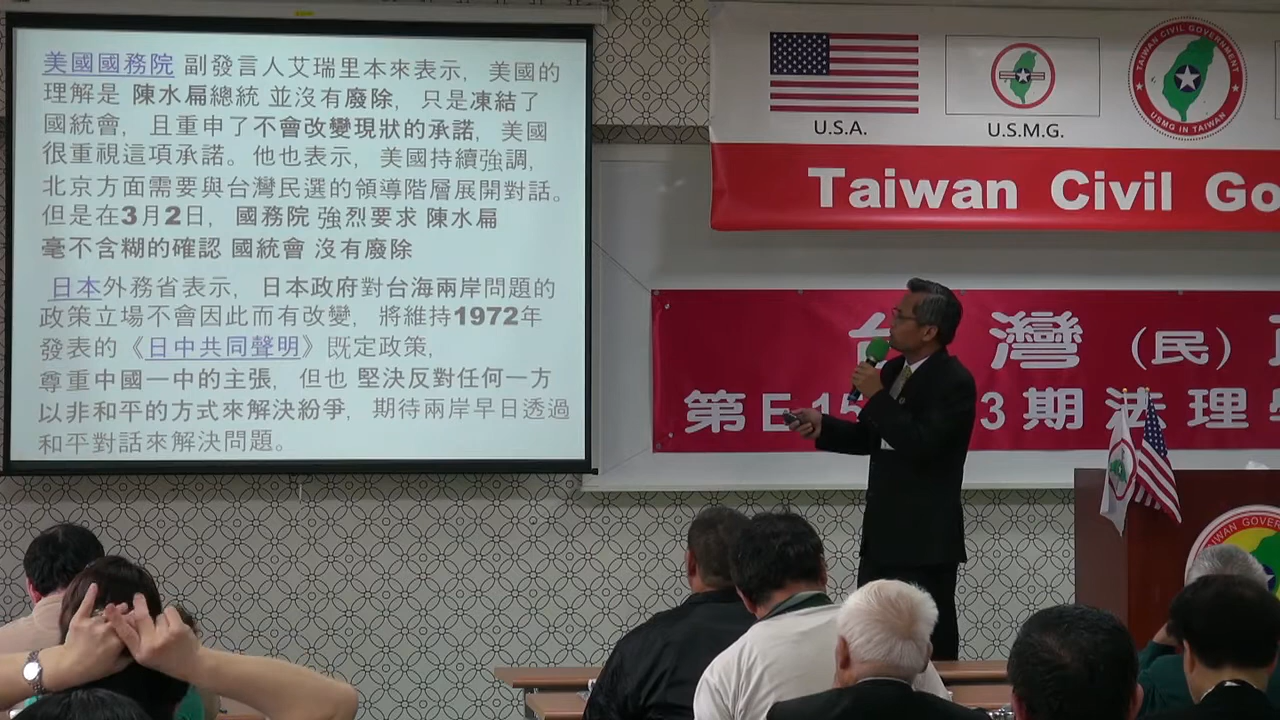 美國國務院 副發言人艾瑞里本來表示，美國的
理解是 陳水扁總統 並沒有廢除，只是凍結了
國統會，且重申了不會改變現狀的承諾，美國
很重視這項承諾。他也表示，美國持續強調，
北京方面需要與台灣民選的領導階層展開對話。
但是在3月2日，國務院 強烈要求 陳水扁
毫不含糊的確認 國統會 沒有廢除
日本外務省表示，日本政府對台海兩岸問題的
政策立場不會因此而有改變，將維持1972年
發表的《日中共同聲明》既定政策，
尊重中國一中的主張，但也 堅決反對任何一方
以非和平的方式來解決紛爭，期待兩岸早日透過
和平對話來解決問題。
U.S.A.
U.S.M.G.
TAIWAN CIVIL GOVERNMENT
USMG IN TAIWAN
Taiwan Civil Go
台灣（民）
第E-15 3期法理